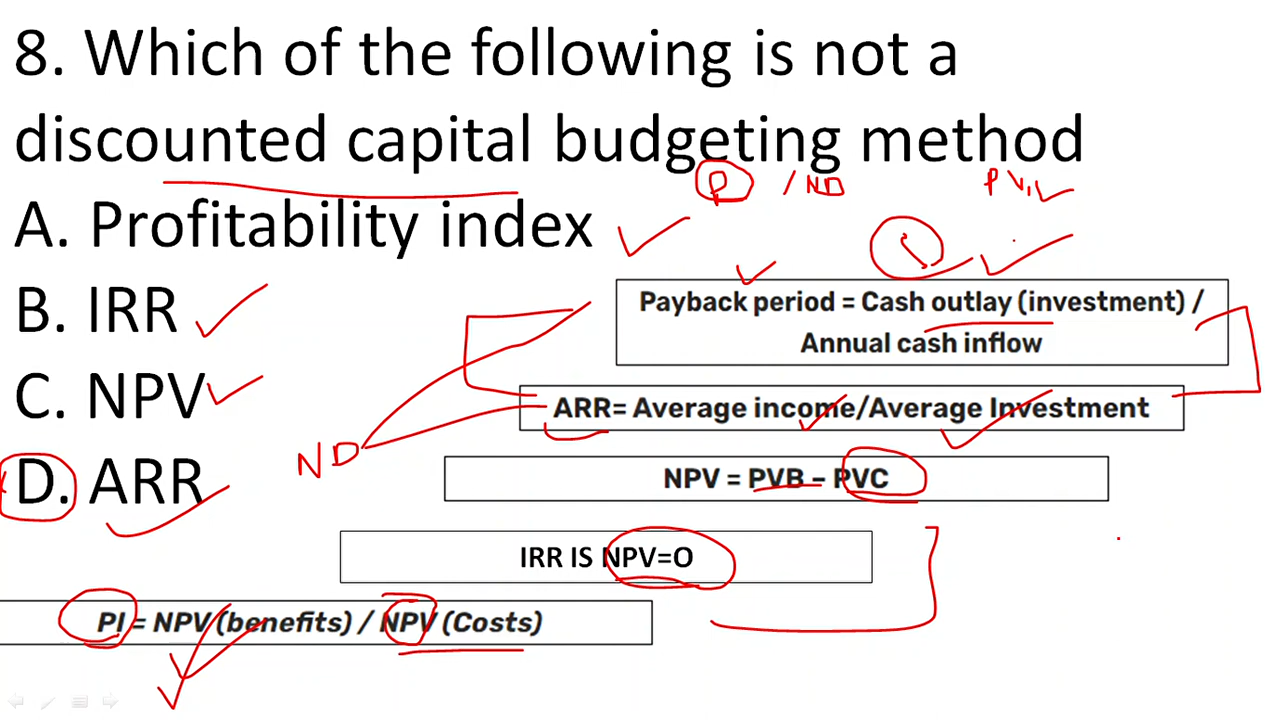 8. Which of the following is not a
discounted capital budgeting method
P / ND PV
A. Profitability index
B. IRR
Payback period = Cash outlay (investment) /
Annual cash inflow
C. NPV
ARR= Average income/Average Investment
ND
D. ARR
NPV = PVB – PVC
IRR IS NPV=O
PI = NPV (benefits) / NPV (Costs)